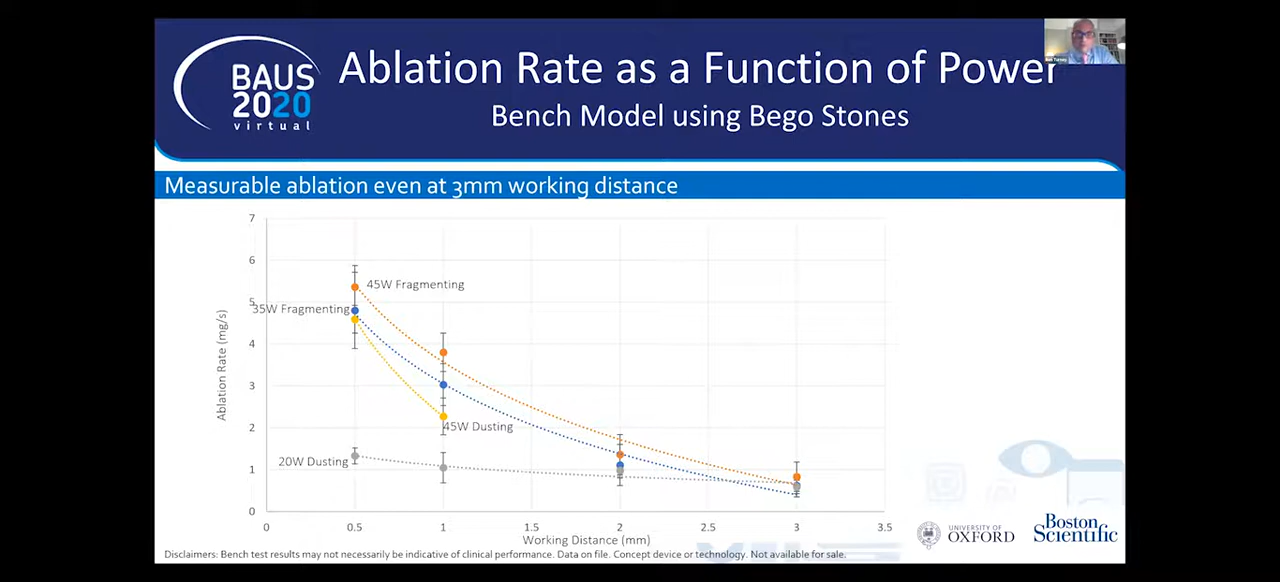 BAUS
2020
virtual
Ablation Rate as a Function of Power
Bench Model using Bego Stones
Measurable ablation even at 3mm working distance
7
6
5
4
3
2
1
0
Ablation Rate (mg/s)
45W Fragmenting
35W Fragmenting
45W Dusting
20W Dusting
0 0.5 1 1.5 2 2.5 3 3.5
Working Distance (mm)
UNIVERSITY OF
OXFORD
Boston
Scientific
Disclaimers: Bench test results may not necessarily be indicative of clinical performance. Data on file. Concept device or technology. Not available for sale.